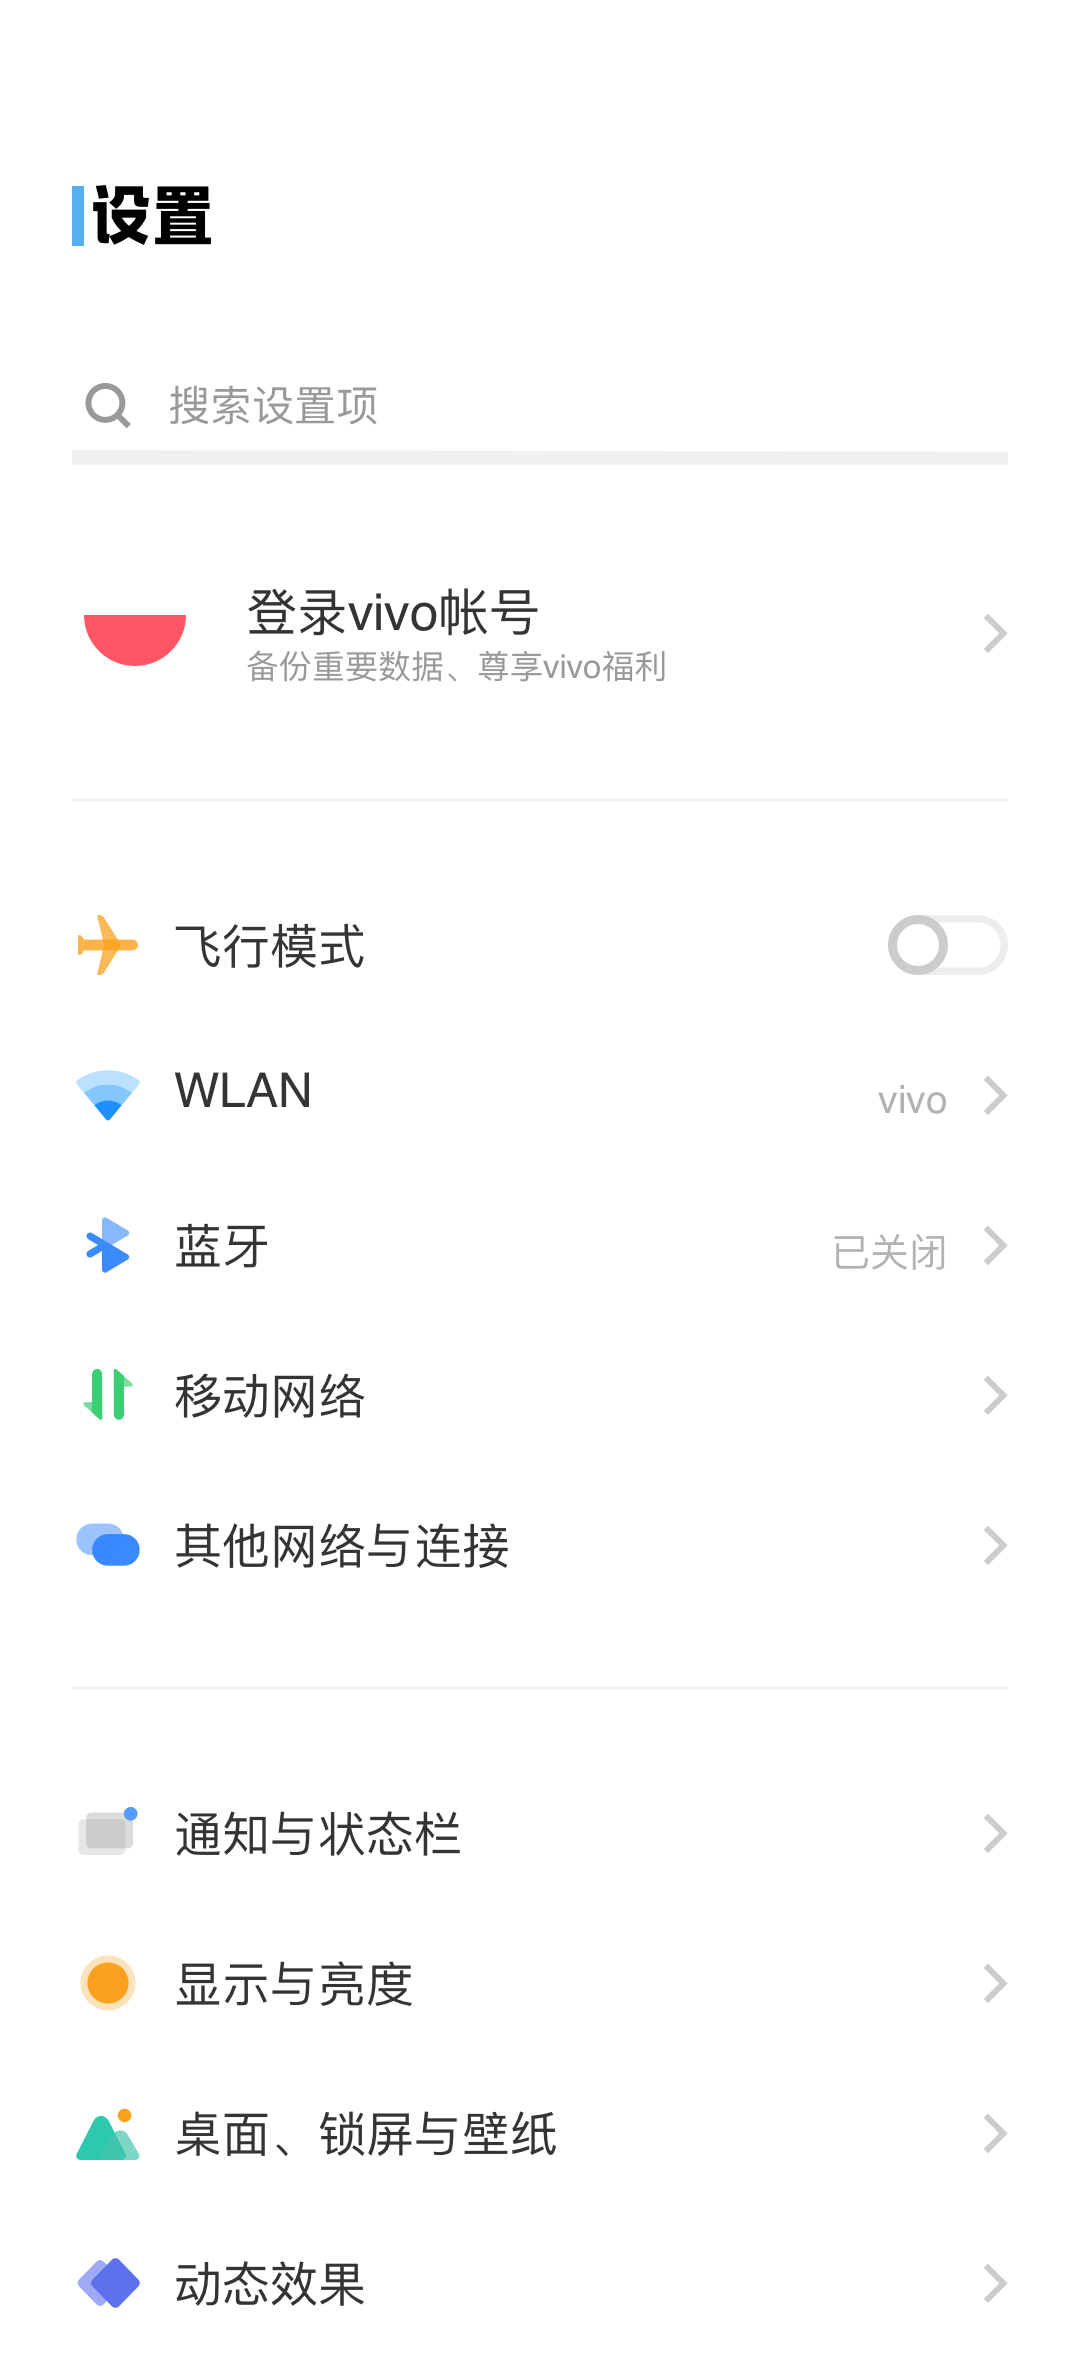 设置
搜索设置项
登录vivo帐号
备份重要数据、尊享vivo福利
飞行模式
WLAN
vivo
蓝牙
已关闭
移动网络
其他网络与连接
通知与状态栏
显示与亮度
桌面、锁屏与壁纸
动态效果